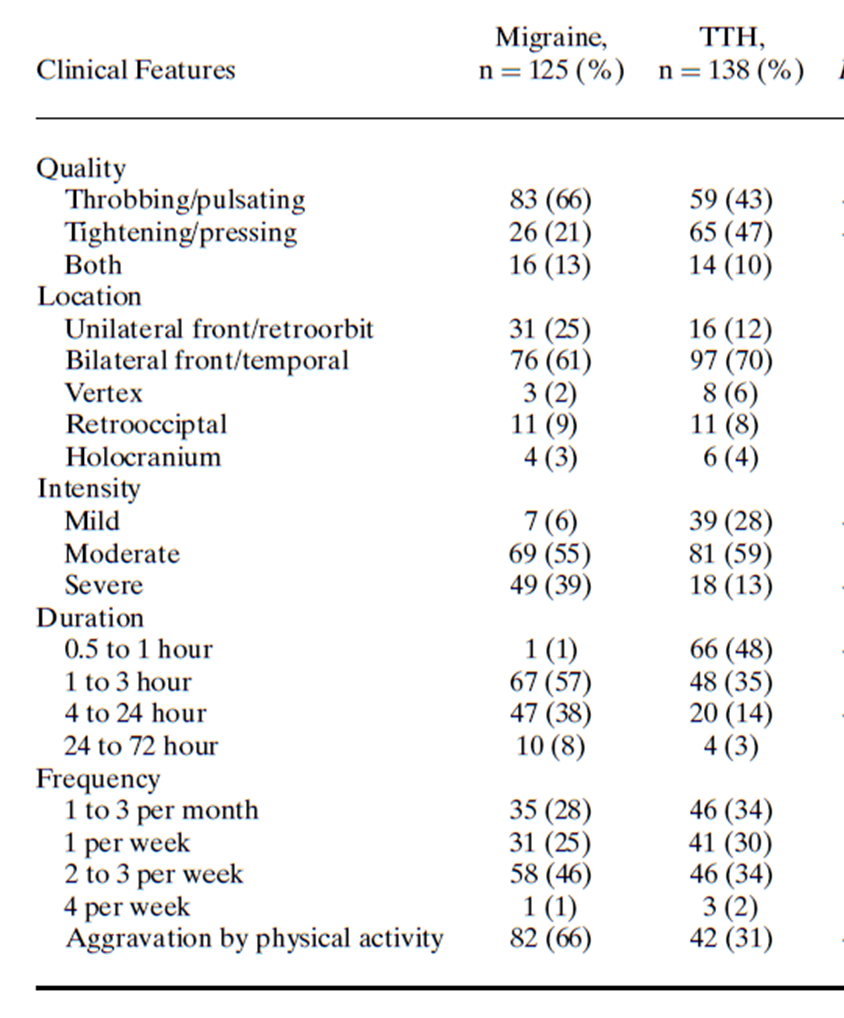 Migraine, TTH,
Clinical Features n = 125 (%) n = 138 (%)
Quality
Throbbing/pulsating 83 (66) 59 (43)
Tightening/pressing 26 (21) 65 (47)
Both 16 (13) 14 (10)
Location
Unilateral front/retroorbit 31 (25) 16 (12)
Bilateral front/temporal 76 (61) 97 (70)
Vertex 3 (2) 8 (6)
Retroocciptal 11 (9) 11 (8)
Holocranium 4 (3) 6 (4)
Intensity
Mild 7 (6) 39 (28)
Moderate 69 (55) 81 (59)
Severe 49 (39) 18 (13)
Duration
0.5 to 1 hour 1 (1) 66 (48)
1 to 3 hour 67 (57) 48 (35)
4 to 24 hour 47 (38) 20 (14)
24 to 72 hour 10 (8) 4 (3)
Frequency
1 to 3 per month 35 (28) 46 (34)
1 per week 31 (25) 41 (30)
2 to 3 per week 58 (46) 46 (34)
4 per week 1 (1) 3 (2)
Aggravation by physical activity 82 (66) 42 (31)